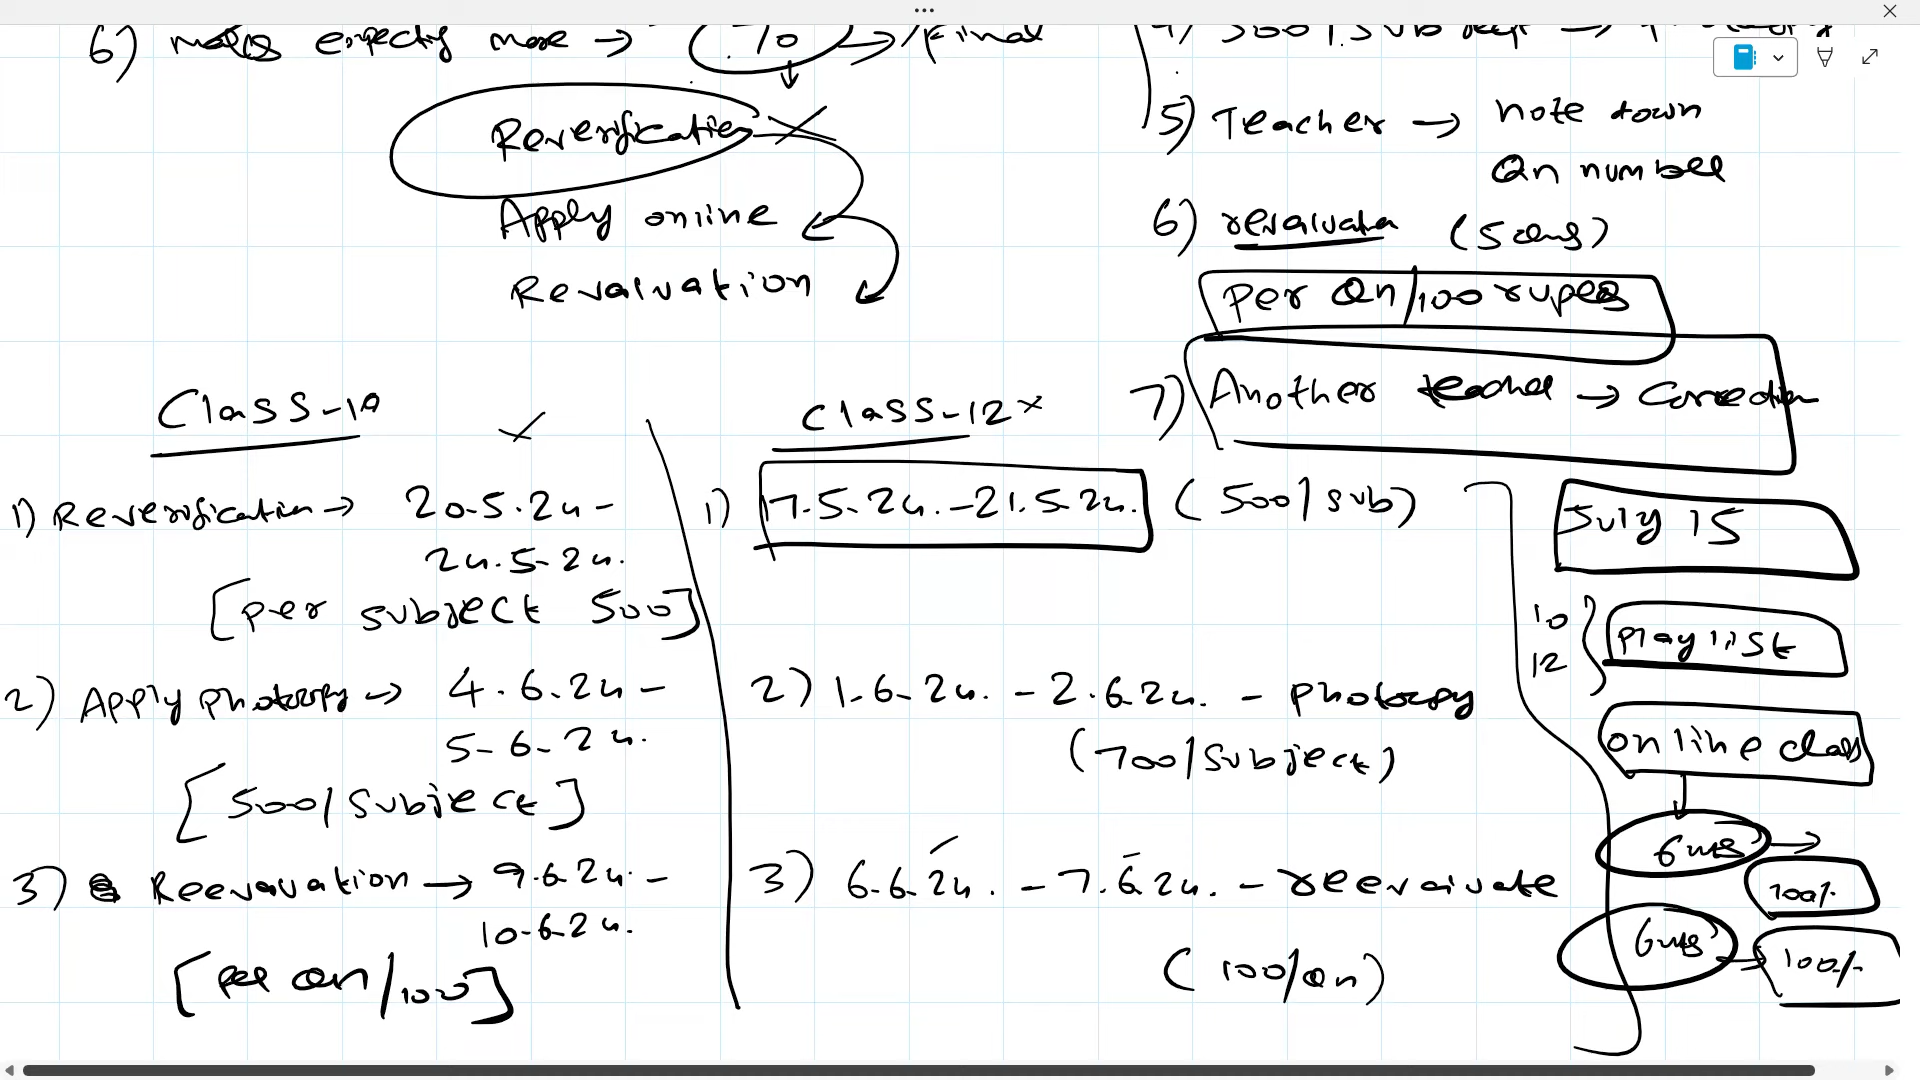 6) marks expecting more → 70 → Final
Reverification
Apply online
Revaluation
5) Teacher → note down
Qn number
6) revaluation (5 days)
Per Qn/100 rupees
7) Another teacher → Correction
Class-10
1) Reverification → 20.5.24 -
24.5-24.
[per subject 500]
2) Apply photocopy → 4.6.24 -
5-6-24.
[500/Subject]
3) Reevavation → 9.6.24. -
10.6.24.
[per Qn/100]
Class-12
1) 17.5.24. - 21.5.24. (500/sub)
2) 1.6.24. - 2.6.24. - Photocopy
(700/Subject)
3) 6.6.24. - 7.6.24. - reevaluate
(100/Qn)
July 15
10
12
playlist
online class
100%
100%